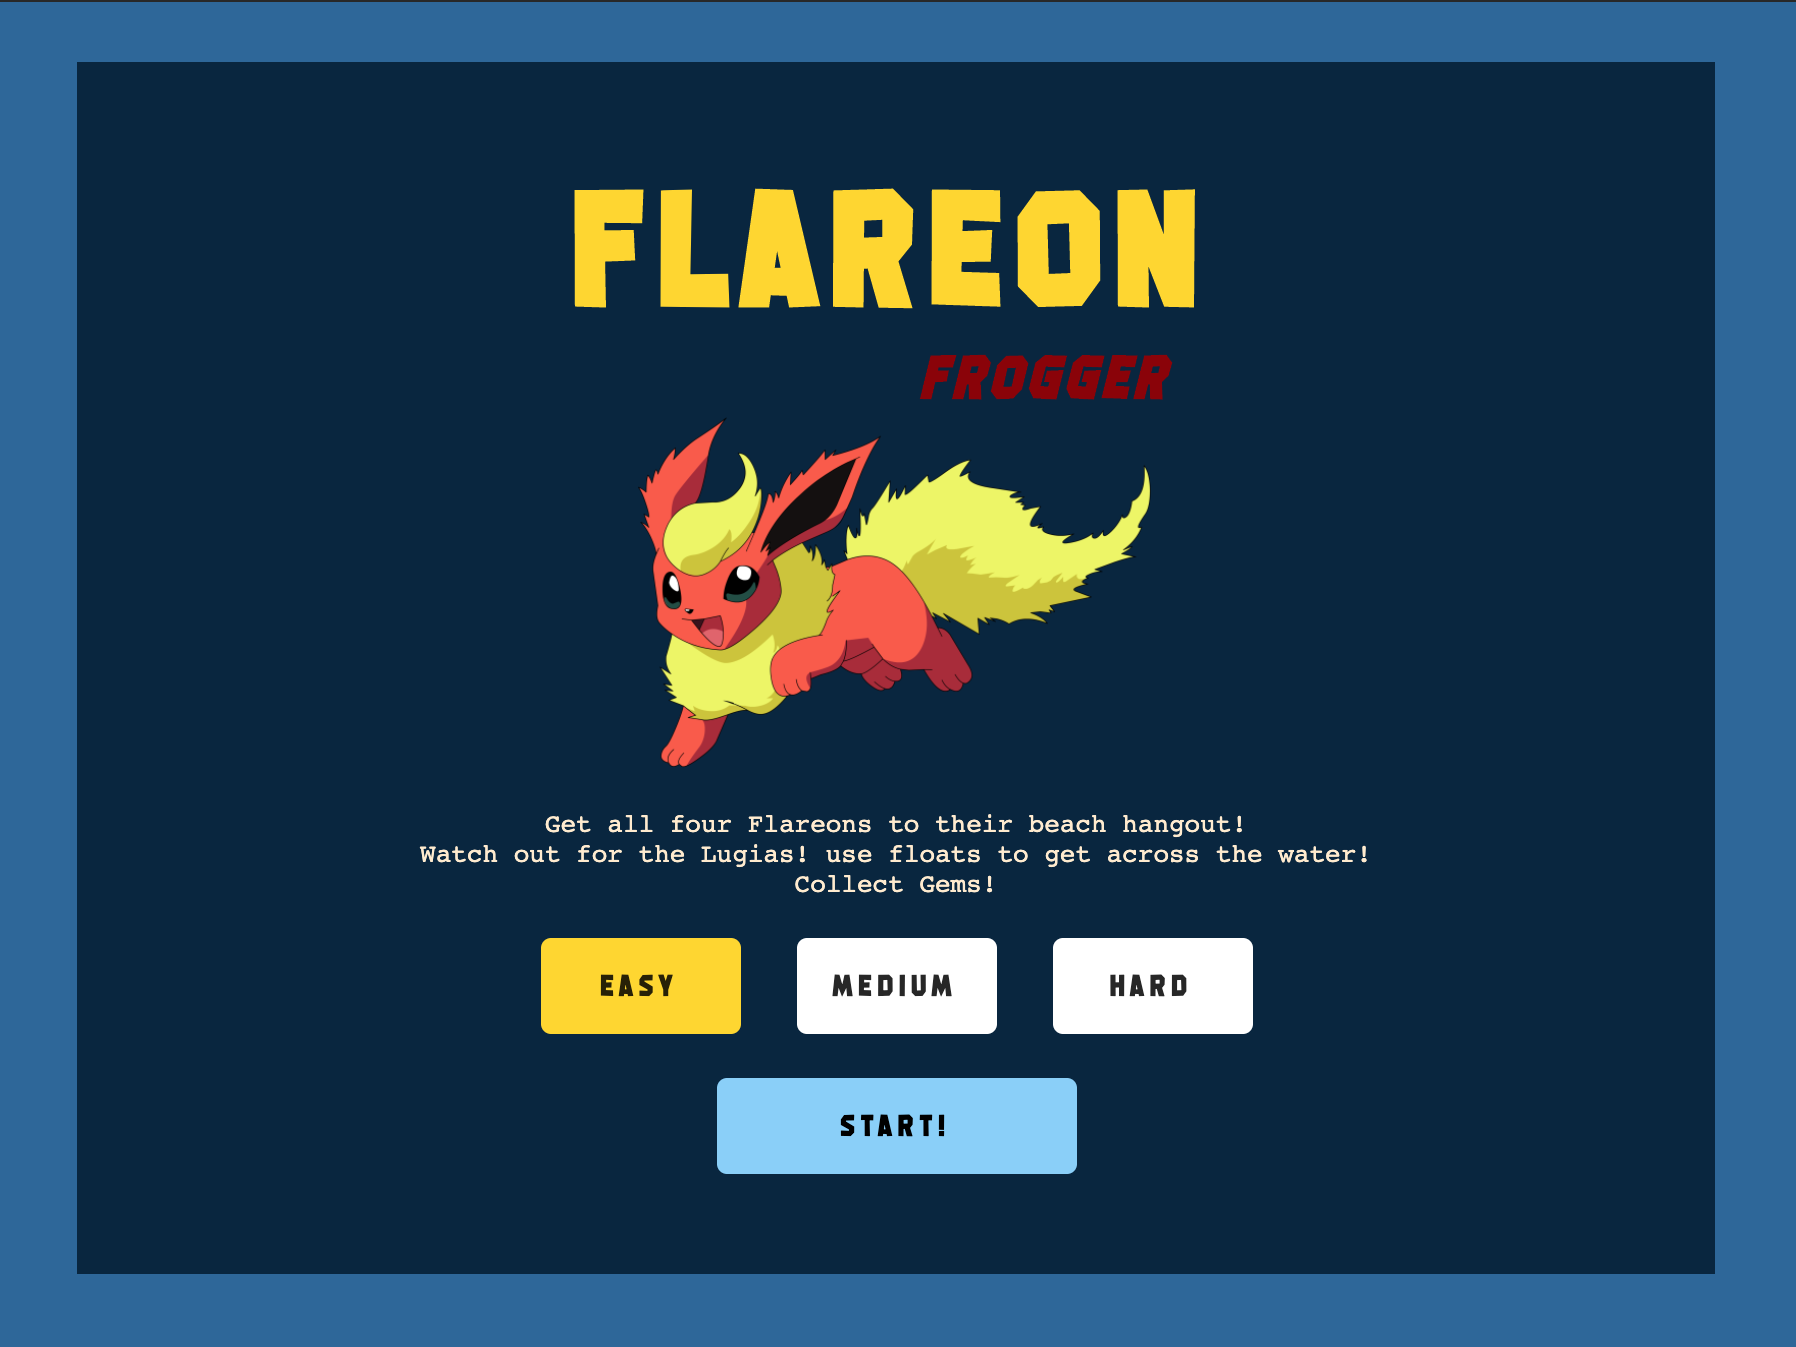 FLAREON
FROGGER
Get all four Flareons to their beach hangout!
Watch out for the Lugias! use floats to get across the water!
Collect Gems!
EASY MEDIUM HARD
START!